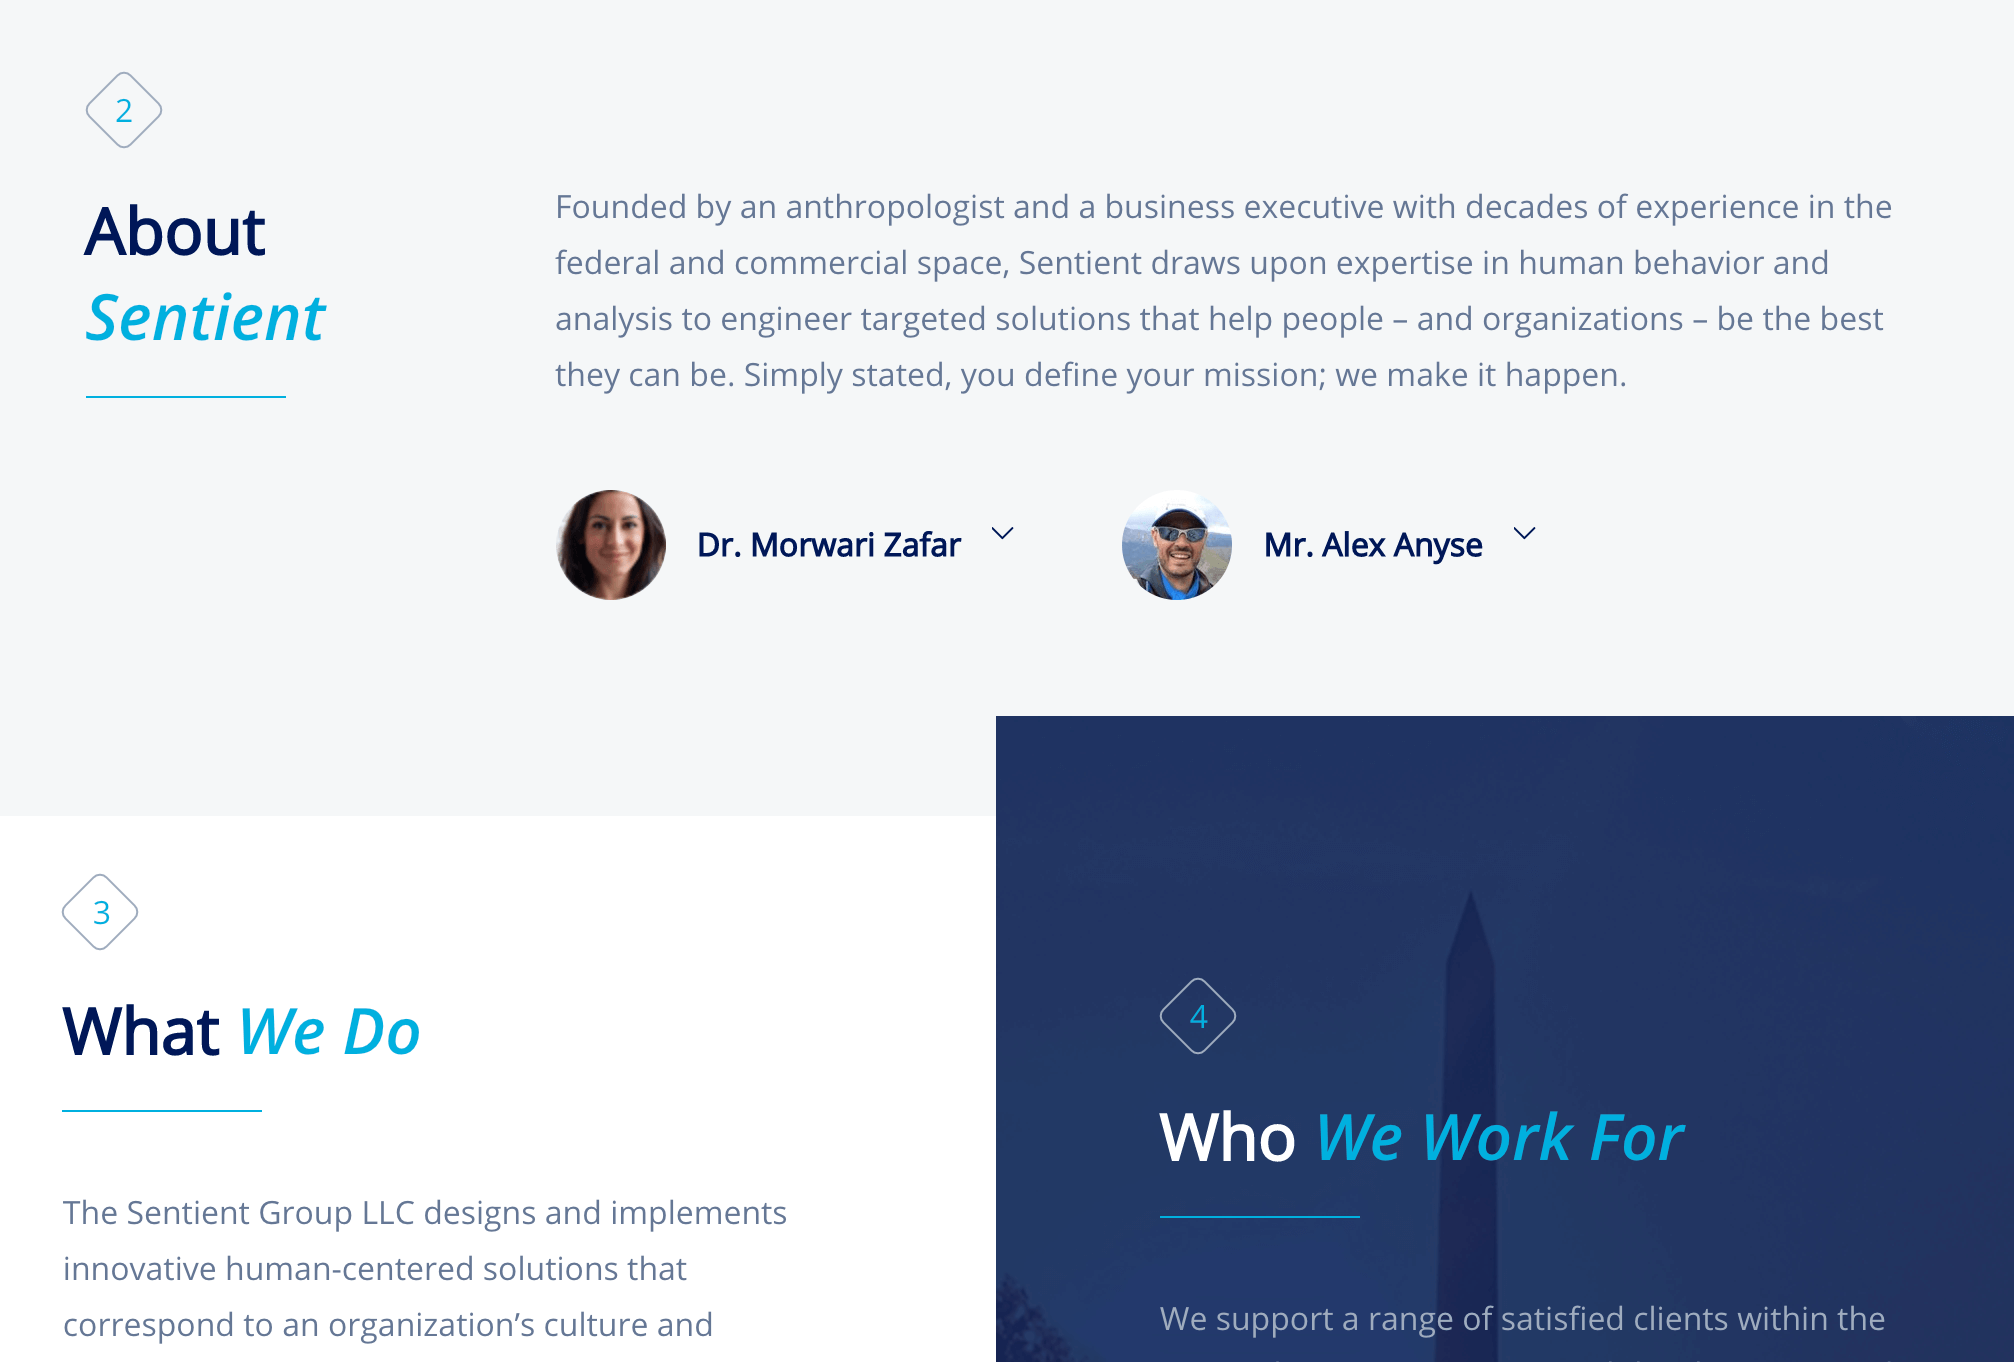 2
About
Sentient
Founded by an anthropologist and a business executive with decades of experience in the
federal and commercial space, Sentient draws upon expertise in human behavior and
analysis to engineer targeted solutions that help people – and organizations – be the best
they can be. Simply stated, you define your mission; we make it happen.
Dr. Morwari Zafar
Mr. Alex Anyse
3
What We Do
The Sentient Group LLC designs and implements
innovative human-centered solutions that
correspond to an organization’s culture and
4
Who We Work For
We support a range of satisfied clients within the